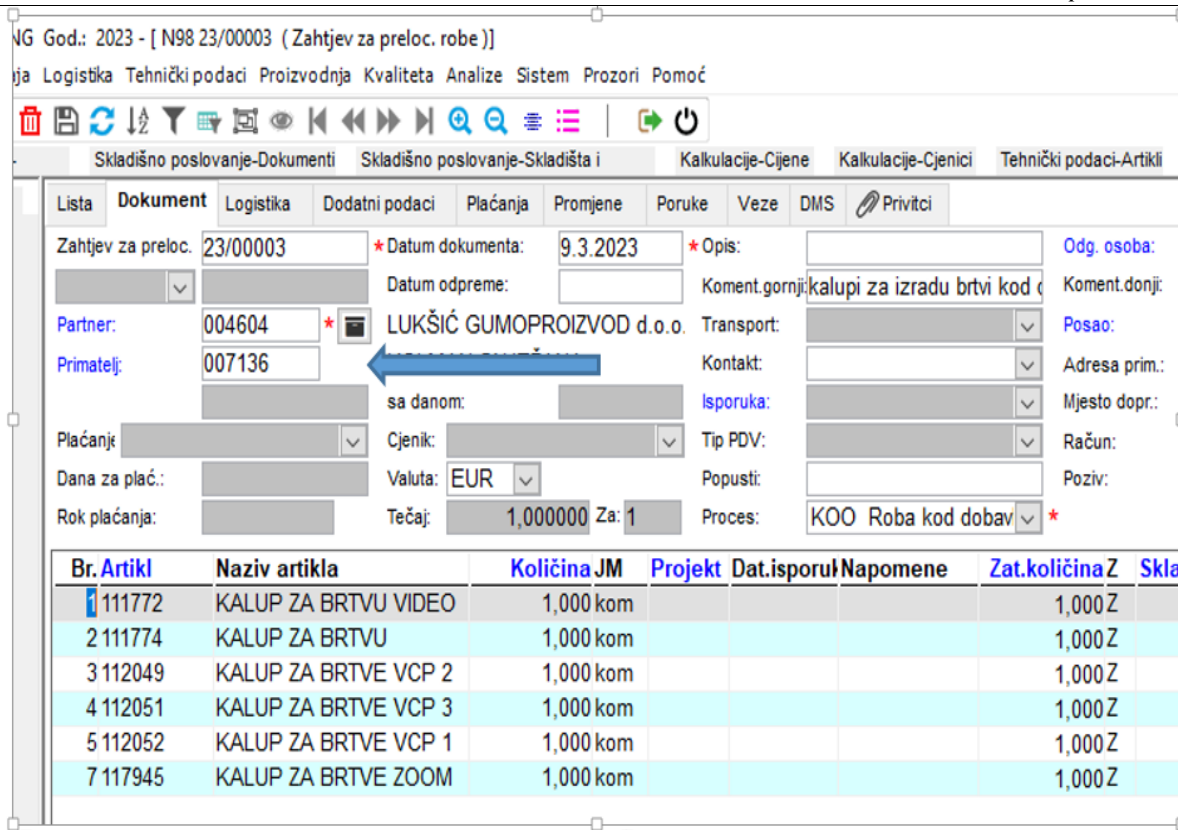 NG God.: 2023 - [ N98 23/00003 ( Zahtjev za preloc. robe )]
Logistika Tehnički podaci Proizvodnja Kvaliteta Analize Sistem Prozori Pomoć
Skladišno poslovanje-Dokumenti Skladišno poslovanje-Skladišta i Kalkulacije-Cijene Kalkulacije-Cjenici Tehnički podaci-Artikli
Lista Dokument Logistika Dodatni podaci Plaćanja Promjene Poruke Veze DMS Privitci
Zahtjev za preloc. 23/00003 * Datum dokumenta: 9.3.2023 * Opis: Odg. osoba:
Datum odpreme: Koment.gornji: kalupi za izradu brtvi kod Koment.donji:
Partner: 004604 * LUKŠIĆ GUMOPROIZVOD d.o.o. Transport: Posao:
Primatelj: 007136 Kontakt: Adresa prim.:
sa danom: Isporuka: Mjesto dopr.:
Plaćanje Cjenik: Tip PDV: Račun:
Dana za plać.: Valuta: EUR Popusti: Poziv:
Rok plaćanja: Tečaj: 1,000000 Za: 1 Proces: KOO Roba kod dobav *
Br. Artikl Naziv artikla Količina JM Projekt Dat.isporuk Napomene Zat.količina Z Skla
1 111772 KALUP ZA BRTVU VIDEO 1,000 kom 1,000 Z
2 111774 KALUP ZA BRTVU 1,000 kom 1,000 Z
3 112049 KALUP ZA BRTVE VCP 2 1,000 kom 1,000 Z
4 112051 KALUP ZA BRTVE VCP 3 1,000 kom 1,000 Z
5 112052 KALUP ZA BRTVE VCP 1 1,000 kom 1,000 Z
7 117945 KALUP ZA BRTVE ZOOM 1,000 kom 1,000 Z